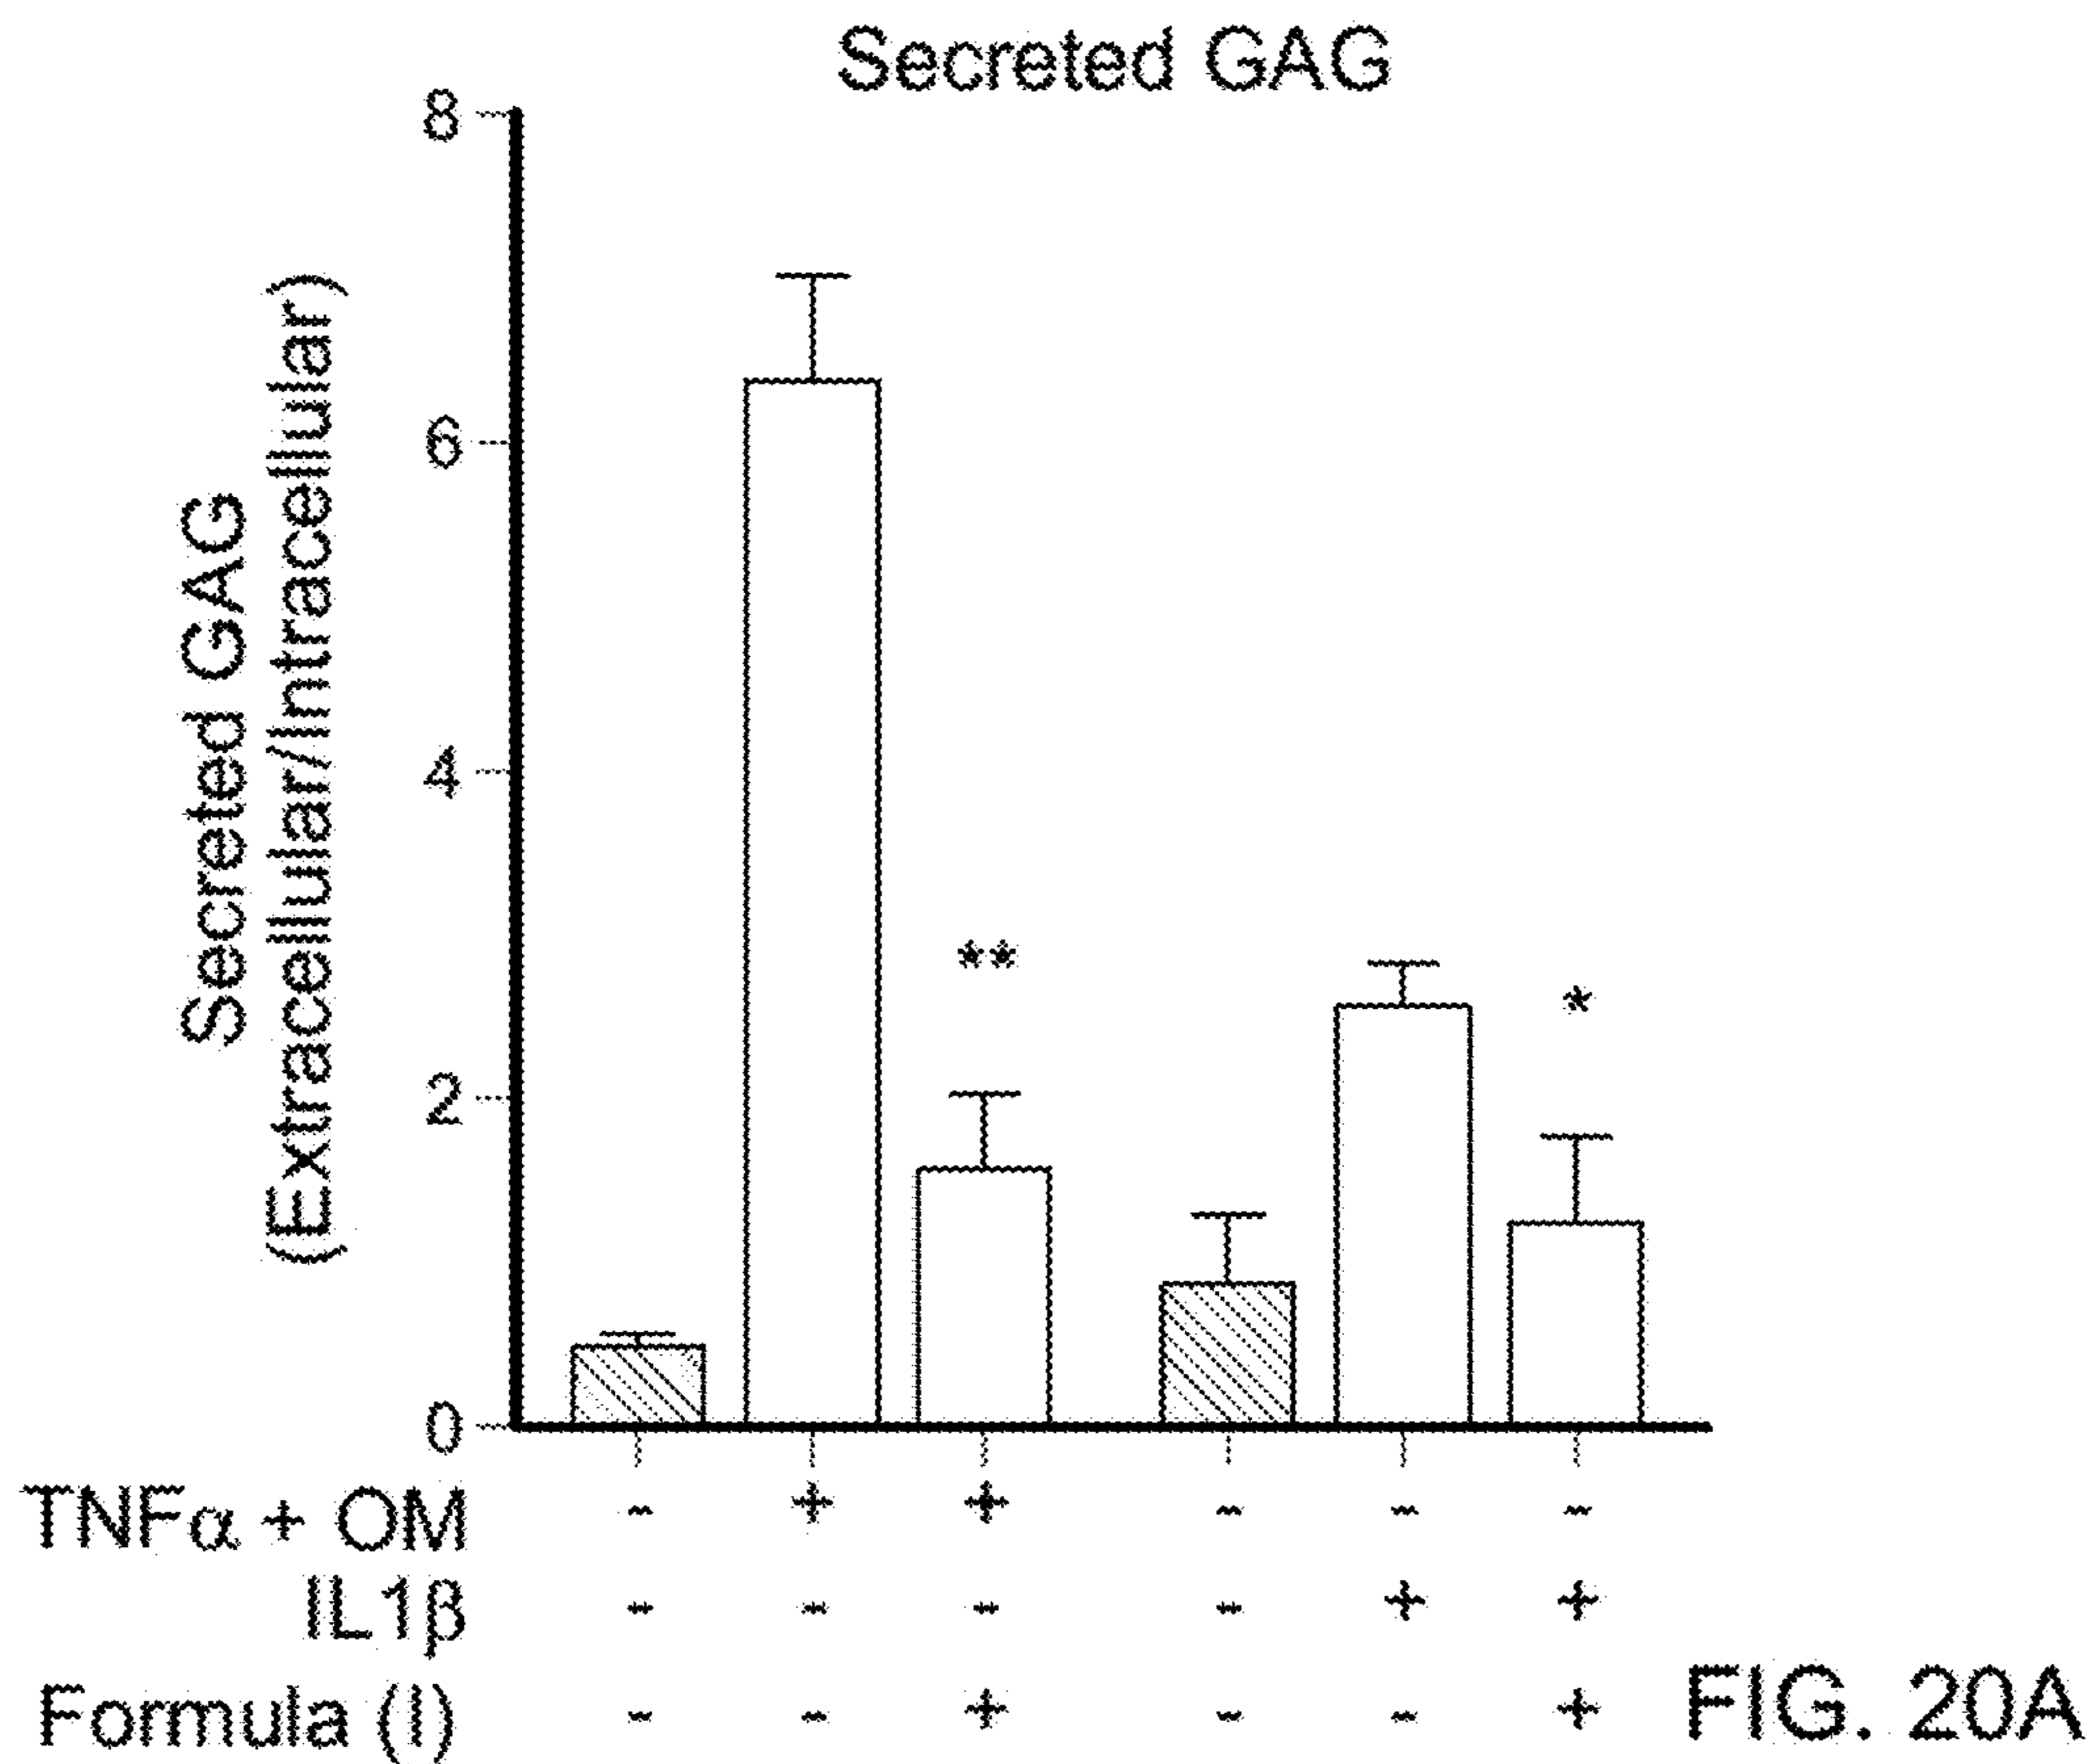 Secreted GAG
Secreted GAG
(Extracellular/Intracellular)
8
6
4
2
0
**
*
TNFα + OM - + + - - -
IL1β - - - - + +
Formula (I) - - + - - +
FIG. 20A